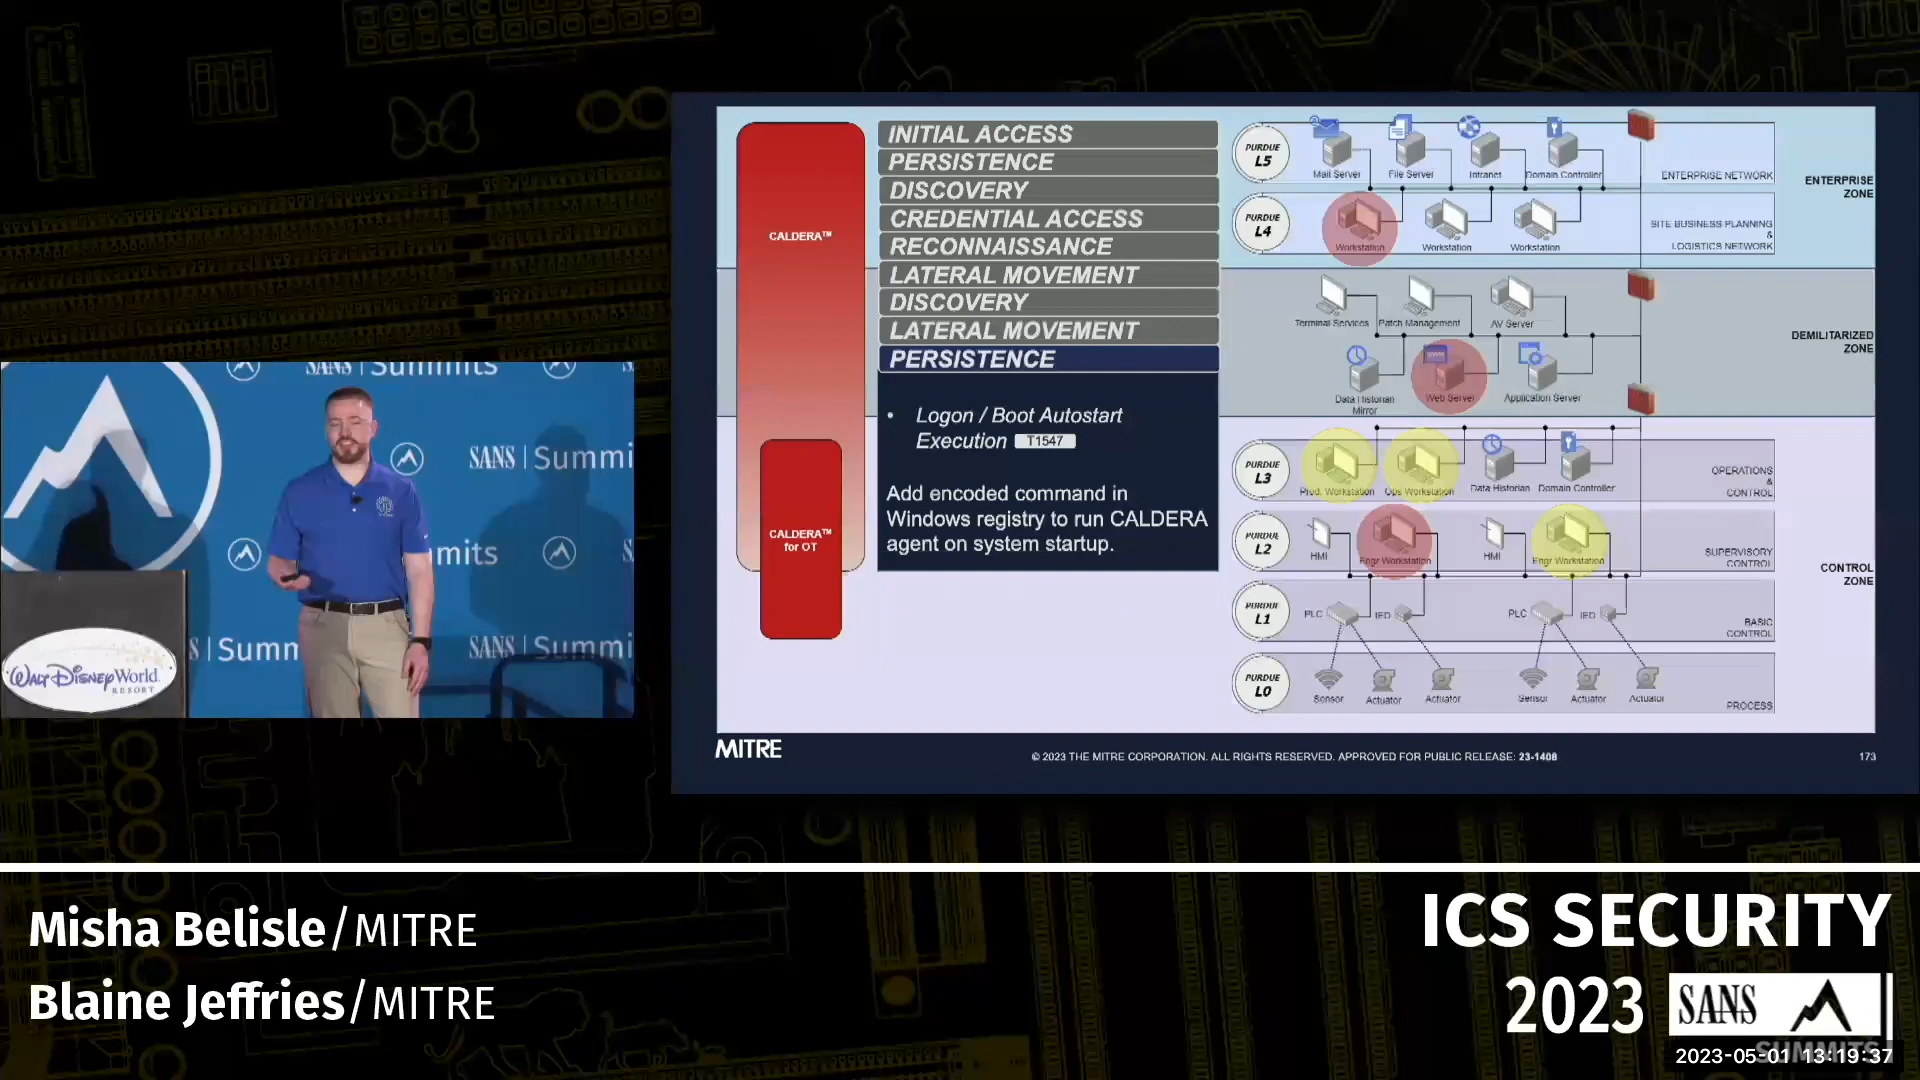 SANS | Summits
SANS | Summi
mmits
SANS | Summi
S | Summ
WALT DISNEY World
RESORT
CALDERA™
CALDERA™
for OT
INITIAL ACCESS
PERSISTENCE
DISCOVERY
CREDENTIAL ACCESS
RECONNAISSANCE
LATERAL MOVEMENT
DISCOVERY
LATERAL MOVEMENT
PERSISTENCE
• Logon / Boot Autostart
Execution T1547
Add encoded command in
Windows registry to run CALDERA
agent on system startup.
PURDUE
L5
Mail Server File Server Intranet Domain Controller
ENTERPRISE NETWORK
ENTERPRISE
ZONE
PURDUE
L4
Workstation Workstation Workstation
SITE BUSINESS PLANNING
&
LOGISTICS NETWORK
Terminal Services Patch Management AV Server
DEMILITARIZED
ZONE
Data Historian
Mirror
Web Server Application Server
PURDUE
L3
Prod. Workstation Ops Workstation Data Historian Domain Controller
OPERATIONS
&
CONTROL
PURDUE
L2
HMI Engr Workstation HMI Engr Workstation
SUPERVISORY
CONTROL
CONTROL
ZONE
PURDUE
L1
PLC IED PLC IED
BASIC
CONTROL
PURDUE
L0
Sensor Actuator Actuator Sensor Actuator Actuator
PROCESS
MITRE
© 2023 THE MITRE CORPORATION. ALL RIGHTS RESERVED. APPROVED FOR PUBLIC RELEASE: 23-1408
173
Misha Belisle/MITRE
Blaine Jeffries/MITRE
ICS SECURITY
2023
SANS
SUMMITS
2023-05-01 13:19:37